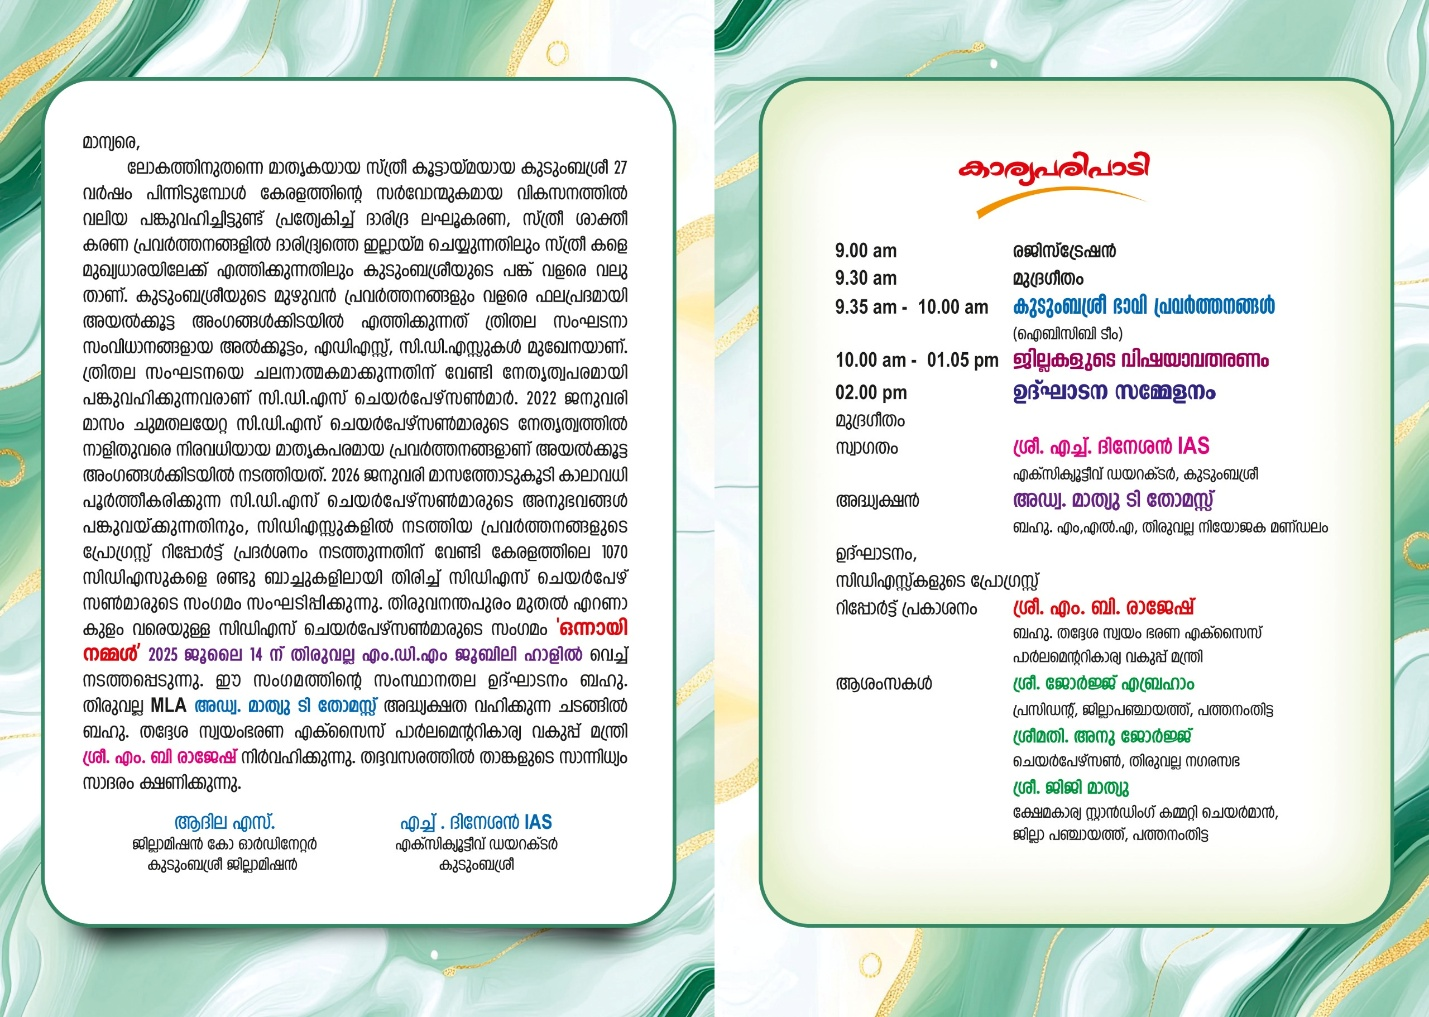 മാന്യരെ,
ലോകത്തിനുതന്നെ മാതൃകയായ സ്ത്രീ കൂട്ടായ്മയായ കുടുംബശ്രീ 27
വർഷം പിന്നിടുമ്പോൾ കേരളത്തിന്റെ സർവോന്മുകമായ വികസനത്തിൽ
വലിയ പങ്കുവഹിച്ചിട്ടുണ്ട് പ്രത്യേകിച്ച് ദാരിദ്ര ലഘൂകരണ, സ്ത്രീ ശാക്തീ
കരണ പ്രവർത്തനങ്ങളിൽ ദാരിദ്ര്യത്തെ ഇല്ലായ്മ ചെയ്യുന്നതിലും സ്ത്രീ കളെ
മുഖ്യധാരയിലേക്ക് എത്തിക്കുന്നതിലും കുടുംബശ്രീയുടെ പങ്ക് വളരെ വലു
താണ്. കുടുംബശ്രീയുടെ മുഴുവൻ പ്രവർത്തനങ്ങളും വളരെ ഫലപ്രദമായി
അയൽക്കൂട്ട അംഗങ്ങൾക്കിടയിൽ എത്തിക്കുന്നത് ത്രിതല സംഘടനാ
സംവിധാനങ്ങളായ അൽക്കൂട്ടം, എഡിഎസ്സ്, സി.ഡി.എസ്സുകൾ മുഖേനയാണ്.
ത്രിതല സംഘടനയെ ചലനാത്മകമാക്കുന്നതിന് വേണ്ടി നേതൃത്വപരമായി
പങ്കുവഹിക്കുന്നവരാണ് സി.ഡി.എസ് ചെയർപേഴ്സൺമാർ. 2022 ജനുവരി
മാസം ചുമതലയേറ്റ സി.ഡി.എസ് ചെയർപേഴ്സൺമാരുടെ നേതൃത്വത്തിൽ
നാളിതുവരെ നിരവധിയായ മാതൃകപരമായ പ്രവർത്തനങ്ങളാണ് അയൽക്കൂട്ട
അംഗങ്ങൾക്കിടയിൽ നടത്തിയത്. 2026 ജനുവരി മാസത്തോടുകൂടി കാലാവധി
പൂർത്തീകരിക്കുന്ന സി.ഡി.എസ് ചെയർപേഴ്സൺമാരുടെ അനുഭവങ്ങൾ
പങ്കുവയ്ക്കുന്നതിനും, സിഡിഎസ്സുകളിൽ നടത്തിയ പ്രവർത്തനങ്ങളുടെ
പ്രോഗ്രസ്സ് റിപ്പോർട്ട് പ്രദർശനം നടത്തുന്നതിന് വേണ്ടി കേരളത്തിലെ 1070
സിഡിഎസുകളെ രണ്ടു ബാച്ചുകളിലായി തിരിച്ച് സിഡിഎസ് ചെയർപേഴ്
സൺമാരുടെ സംഗമം സംഘടിപ്പിക്കുന്നു. തിരുവനന്തപുരം മുതൽ എറണാ
കുളം വരെയുള്ള സിഡിഎസ് ചെയർപേഴ്സൺമാരുടെ സംഗമം 'ഒന്നായി
നമ്മൾ' 2025 ജൂലൈ 14 ന് തിരുവല്ല എം.ഡി.എം ജൂബിലി ഹാളിൽ വെച്ച്
നടത്തപ്പെടുന്നു. ഈ സംഗമത്തിന്റെ സംസ്ഥാനതല ഉദ്ഘാടനം ബഹു.
തിരുവല്ല MLA അഡ്വ. മാത്യു ടി തോമസ്സ് അദ്ധ്യക്ഷത വഹിക്കുന്ന ചടങ്ങിൽ
ബഹു. തദ്ദേശ സ്വയംഭരണ എക്സൈസ് പാർലമെന്ററികാര്യ വകുപ്പ് മന്ത്രി
ശ്രീ. എം. ബി രാജേഷ് നിർവഹിക്കുന്നു. തദ്ദവസരത്തിൽ താങ്കളുടെ സാന്നിധ്യം
സാദരം ക്ഷണിക്കുന്നു.
ആദില എസ്.
ജില്ലാമിഷൻ കോ ഓർഡിനേറ്റർ
കുടുംബശ്രീ ജില്ലാമിഷൻ
എച്ച് . ദിനേശൻ IAS
എക്സിക്യൂട്ടീവ് ഡയറക്ടർ
കുടുംബശ്രീ
കാര്യപരിപാടി
9.00 am രജിസ്ട്രേഷൻ
9.30 am മുദ്രഗീതം
9.35 am - 10.00 am കുടുംബശ്രീ ഭാവി പ്രവർത്തനങ്ങൾ
(ഐബിസിബി ടീം)
10.00 am - 01.05 pm ജില്ലകളുടെ വിഷയാവതരണം
02.00 pm ഉദ്ഘാടന സമ്മേളനം
മുദ്രഗീതം
സ്വാഗതം ശ്രീ. എച്ച്. ദിനേശൻ IAS
എക്സിക്യൂട്ടീവ് ഡയറക്ടർ, കുടുംബശ്രീ
അദ്ധ്യക്ഷൻ അഡ്വ. മാത്യു ടി തോമസ്സ്
ബഹു. എം,എൽ.എ, തിരുവല്ല നിയോജക മണ്ഡലം
ഉദ്ഘാടനം,
സിഡിഎസ്സ്കളുടെ പ്രോഗ്രസ്സ്
റിപ്പോർട്ട് പ്രകാശനം ശ്രീ. എം. ബി. രാജേഷ്
ബഹു. തദ്ദേശ സ്വയം ഭരണ എക്സൈസ്
പാർലമെന്ററികാര്യ വകുപ്പ് മന്ത്രി
ആശംസകൾ ശ്രീ. ജോർജ്ജ് എബ്രഹാം
പ്രസിഡന്റ്, ജില്ലാപഞ്ചായത്ത്, പത്തനംതിട്ട
ശ്രീമതി. അനു ജോർജ്ജ്
ചെയർപേഴ്സൺ, തിരുവല്ല നഗരസഭ
ശ്രീ. ജിജി മാത്യു
ക്ഷേമകാര്യ സ്റ്റാൻഡിംഗ് കമ്മറ്റി ചെയർമാൻ,
ജില്ലാ പഞ്ചായത്ത്, പത്തനംതിട്ട